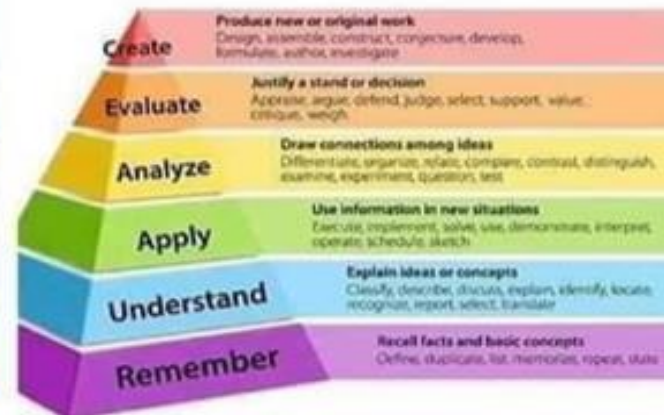 Create
Produce new or original work
Design, assemble, construct, conjecture, develop,
formulate, author, investigate
Evaluate
Justify a stand or decision
Appraise, argue, defend, judge, select, support, value,
critique, weigh
Analyze
Draw connections among ideas
Differentiate, organize, relate, compare, contrast, distinguish,
examine, experiment, question, test
Apply
Use information in new situations
Execute, implement, solve, use, demonstrate, interpret,
operate, schedule, sketch
Understand
Explain ideas or concepts
Classify, describe, discuss, explain, identify, locate,
recognize, report, select, translate
Remember
Recall facts and basic concepts
Define, duplicate, list, memorize, repeat, state